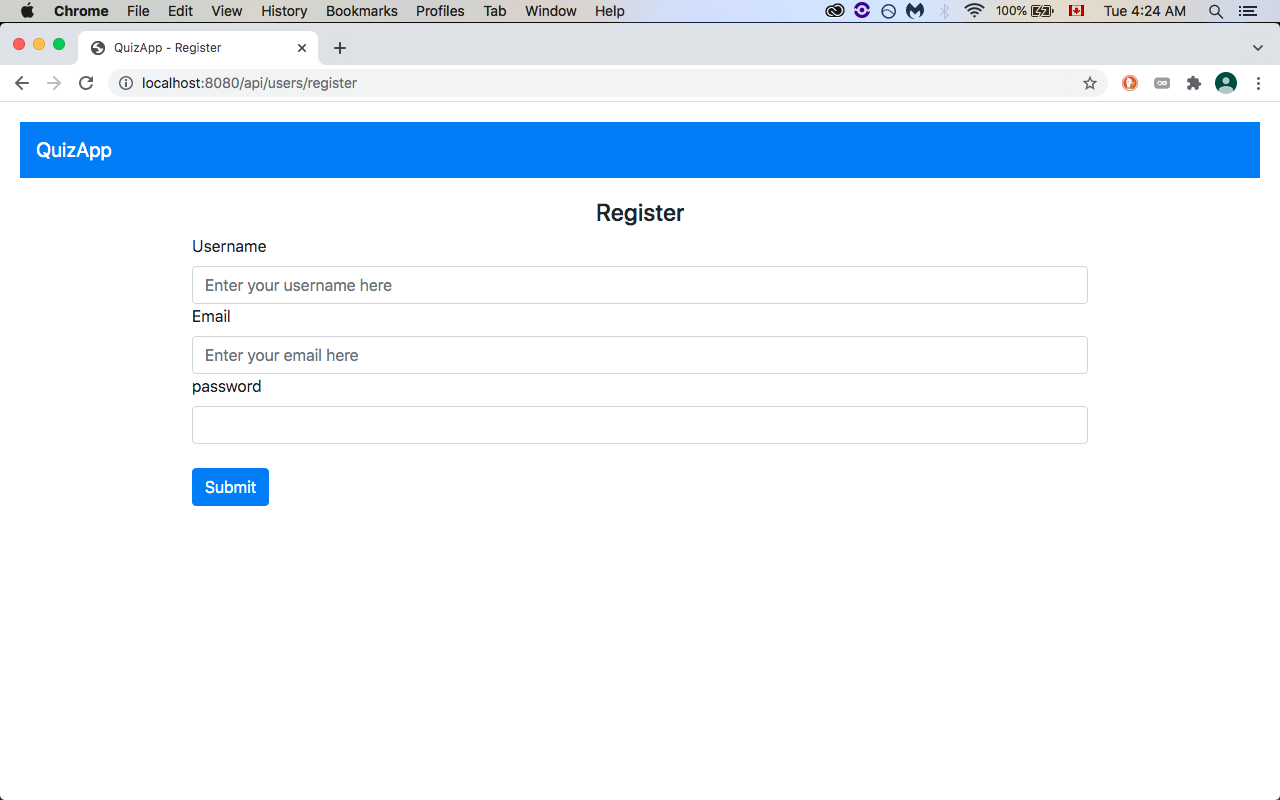 Chrome File Edit View History Bookmarks Profiles Tab Window Help 100% Tue 4:24 AM
QuizApp - Register
localhost:8080/api/users/register
QuizApp
Register
Username
Enter your username here
Email
Enter your email here
password
Submit